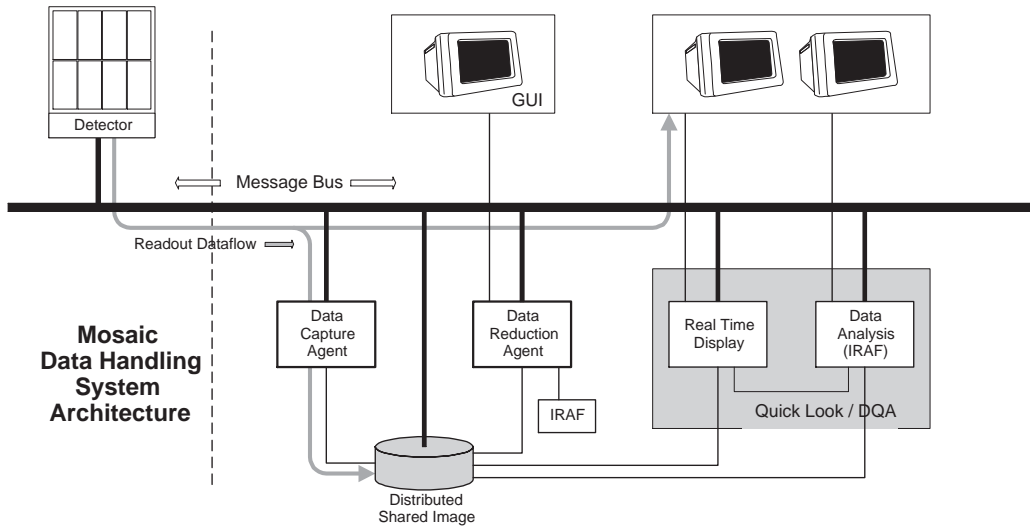 Detector
GUI
Message Bus
Readout Dataflow
Data
Capture
Agent
Data
Reduction
Agent
Real Time
Display
Data
Analysis
(IRAF)
Mosaic
Data Handling
System
Architecture
IRAF
Quick Look / DQA
Distributed
Shared Image